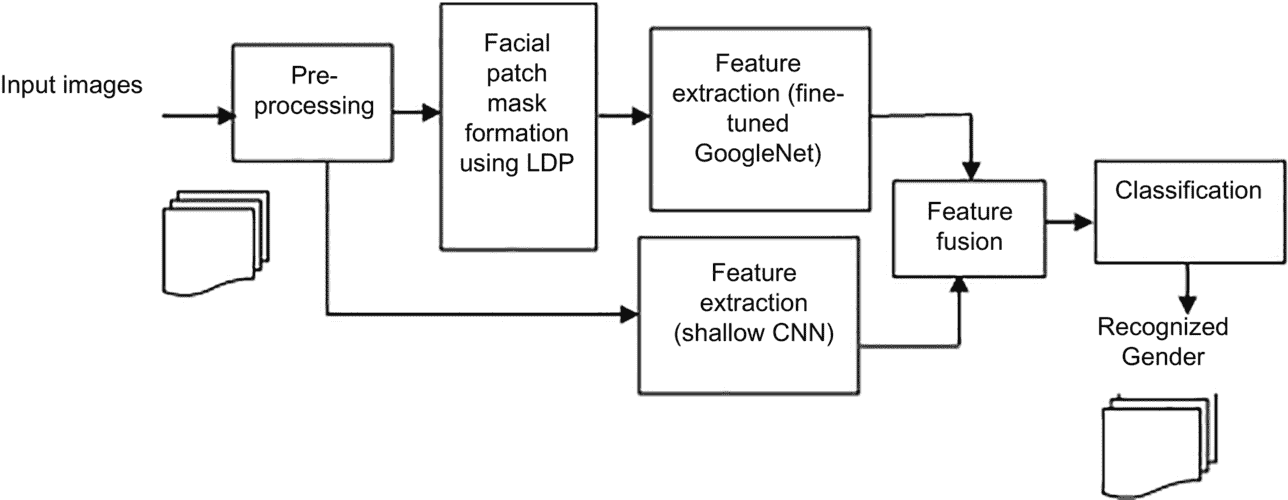 Input images
Pre-
processing
Facial
patch
mask
formation
using LDP
Feature
extraction (fine-
tuned
GoogleNet)
Feature
extraction
(shallow CNN)
Feature
fusion
Classification
Recognized
Gender